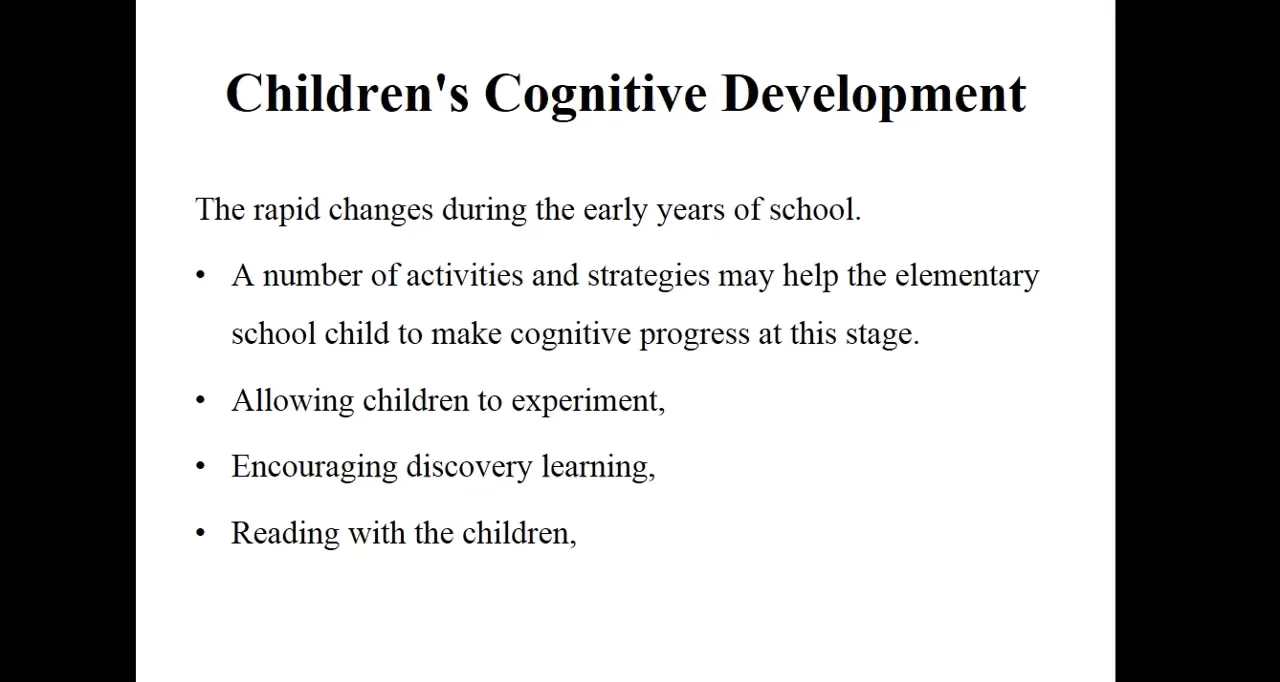 Children's Cognitive Development
The rapid changes during the early years of school.
• A number of activities and strategies may help the elementary
school child to make cognitive progress at this stage.
• Allowing children to experiment,
• Encouraging discovery learning,
• Reading with the children,